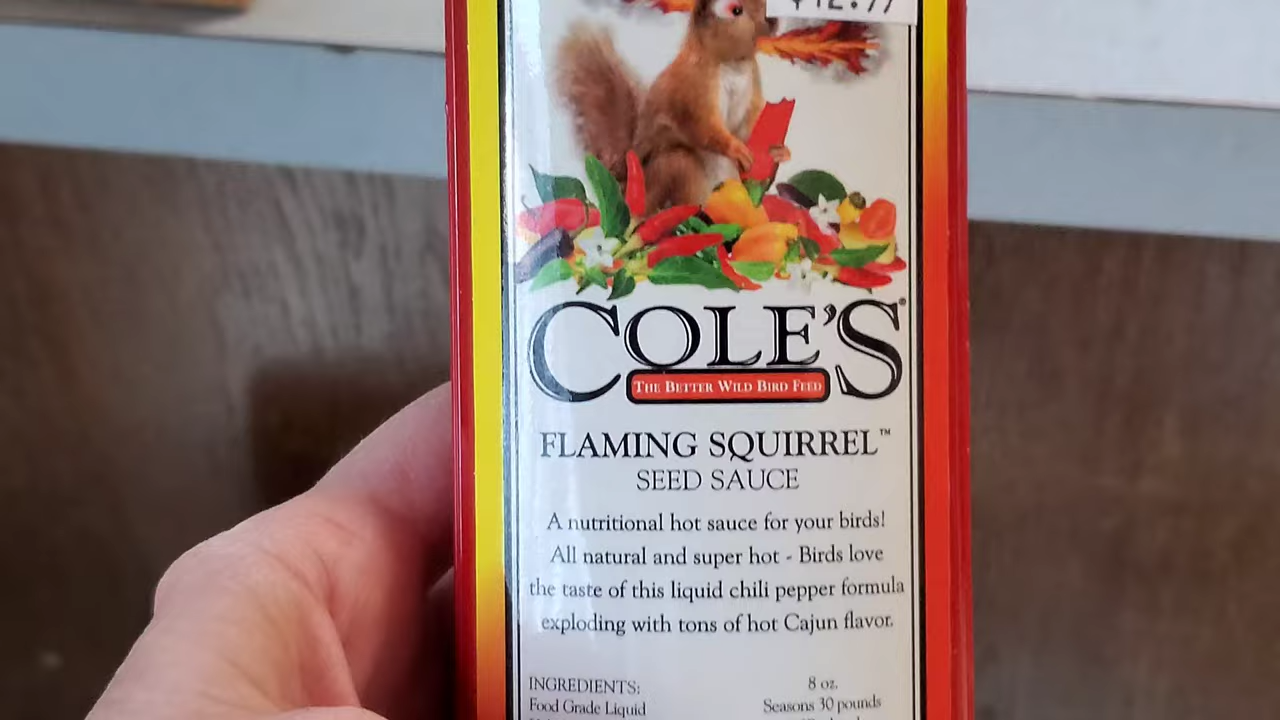 COLE'S®
THE BETTER WILD BIRD FEED
FLAMING SQUIRREL™
SEED SAUCE
A nutritional hot sauce for your birds!
All natural and super hot - Birds love
the taste of this liquid chili pepper formula
exploding with tons of hot Cajun flavor.
INGREDIENTS:
Food Grade Liquid
8 oz.
Seasons 30 pounds